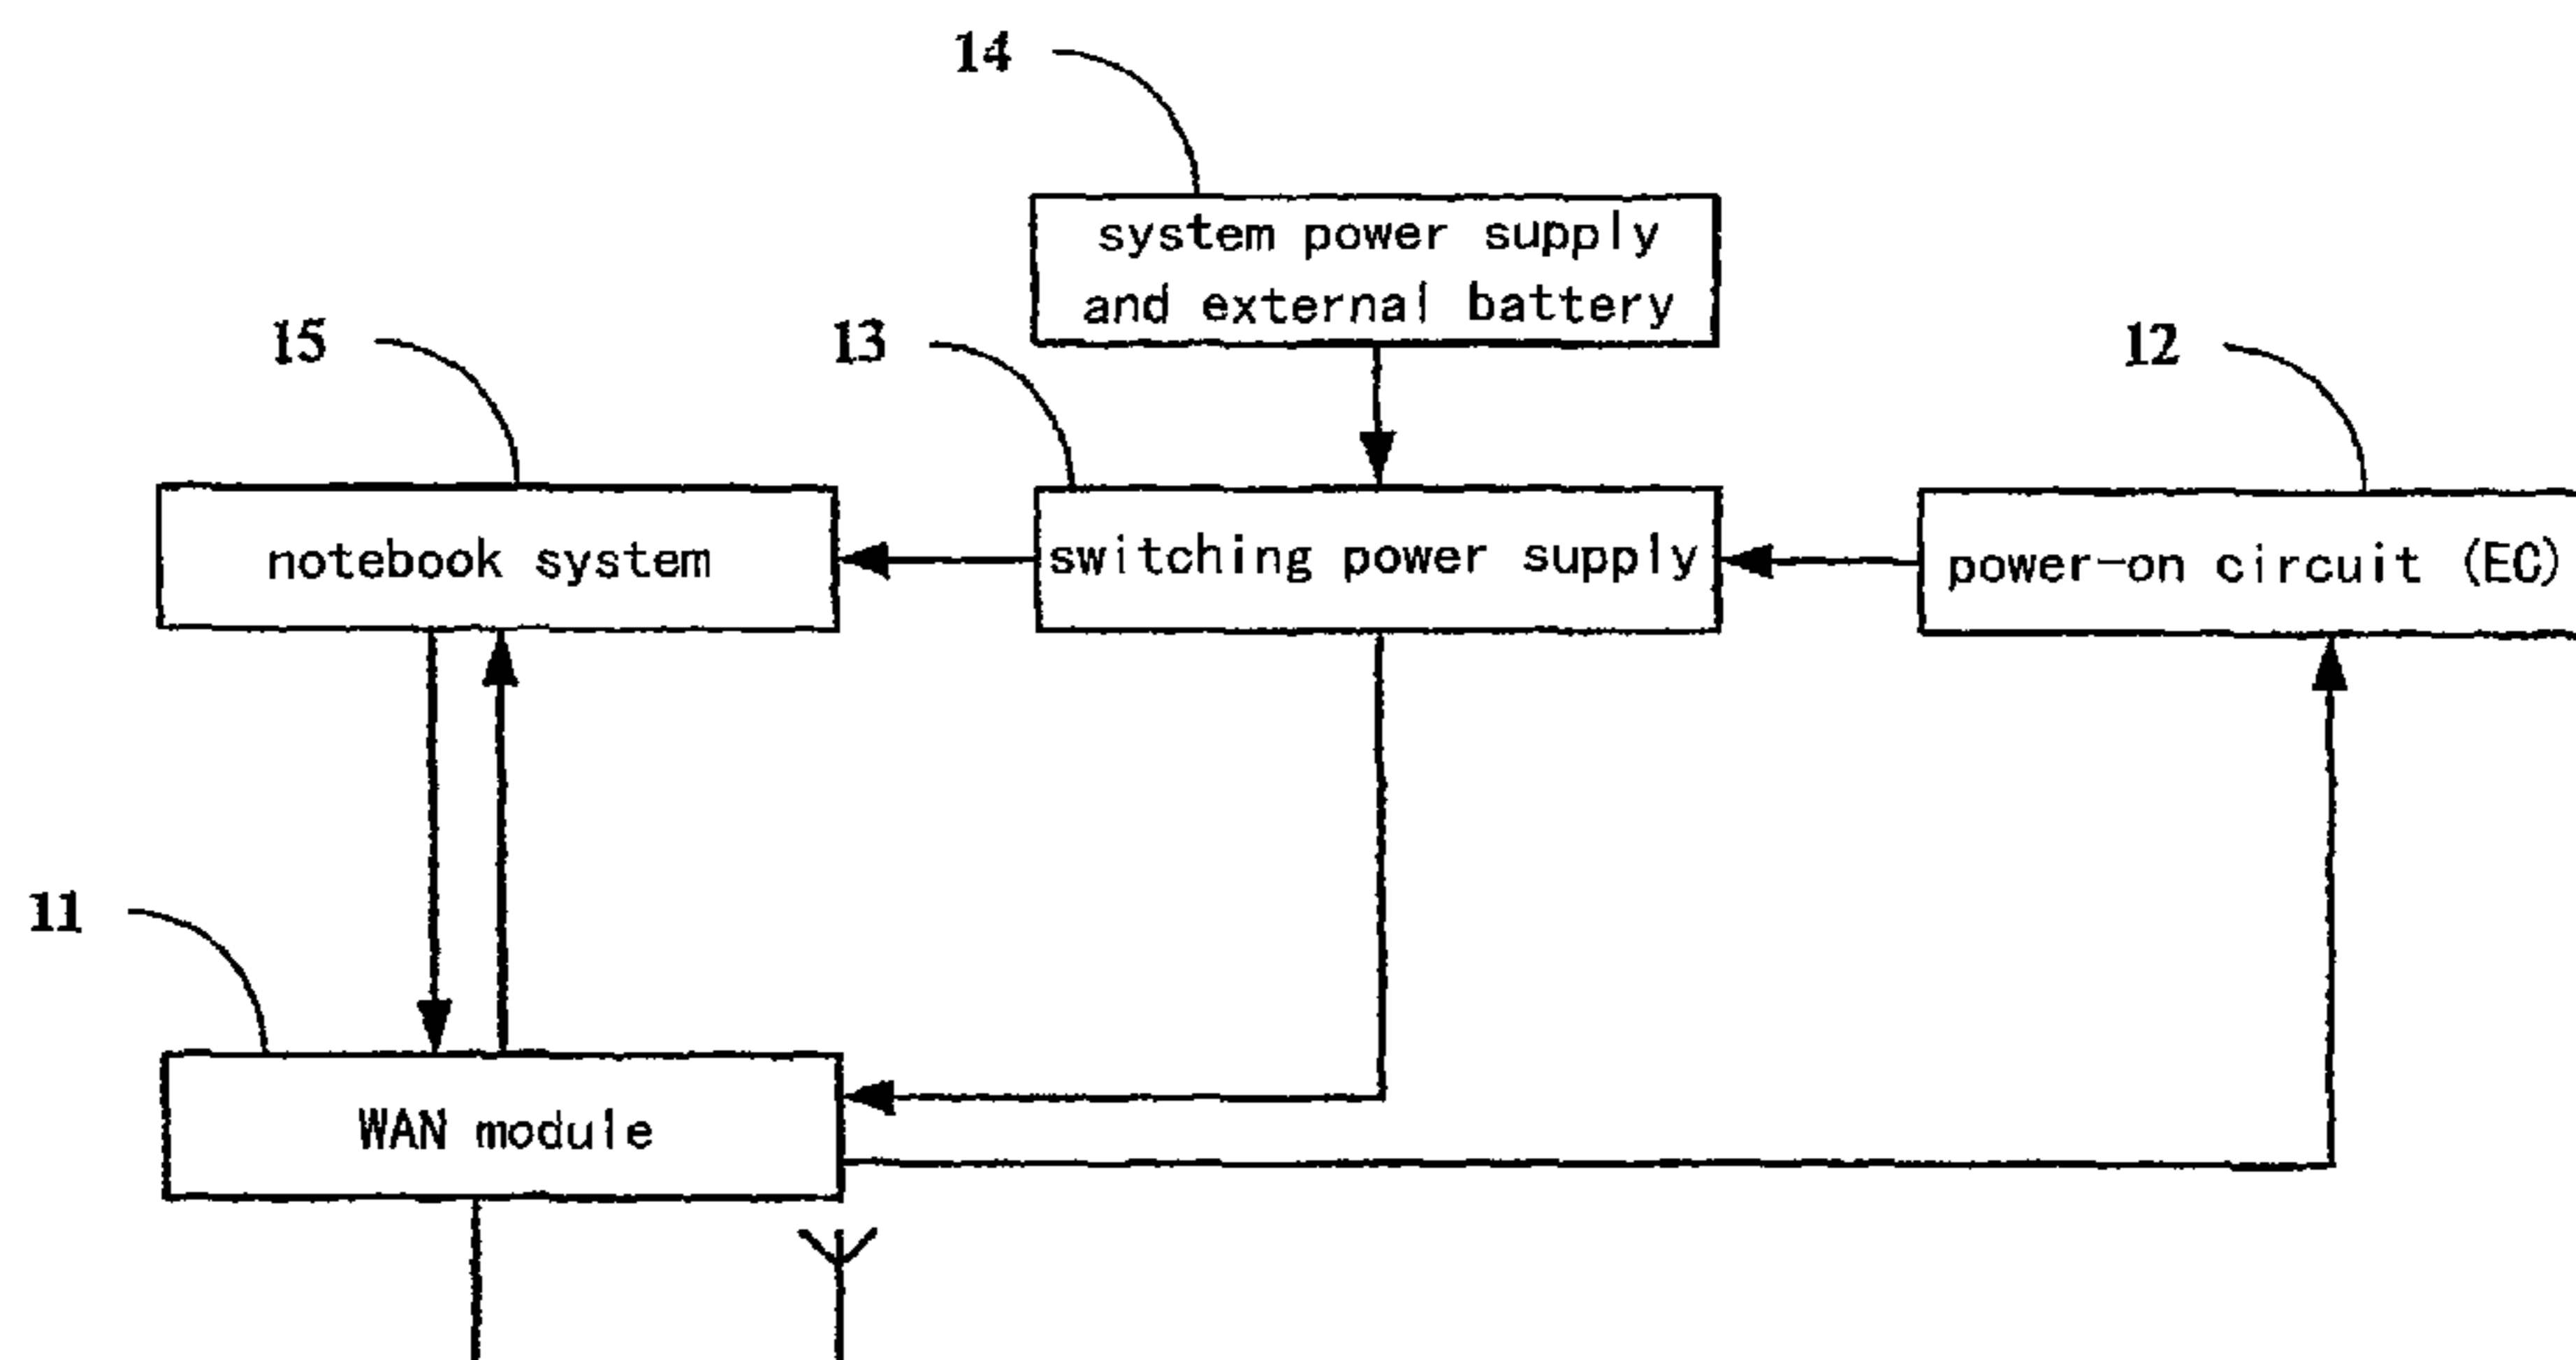 14
system power supply
and external battery
15
13
12
notebook system
switching power supply
power-on circuit (EC)
11
WAN module